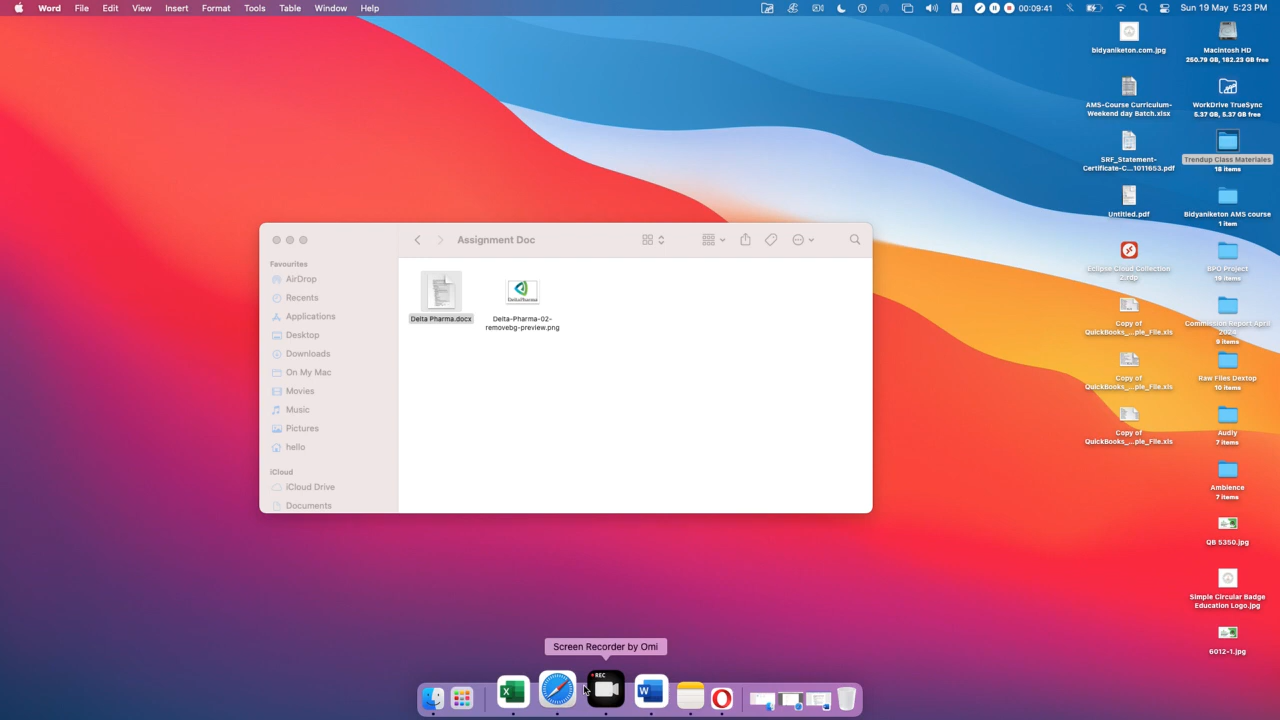 Word File Edit View Insert Format Tools Table Window Help A 00:09:41 Sun 19 May 5:23 PM
bidyaniketon.com.jpg
Macintosh HD
250.79 GB, 182.23 GB free
AMS-Course Curriculum-
Weekend day Batch.xlsx
WorkDrive TrueSync
5.37 GB, 5.37 GB free
SRF_Statement-
Certificate-C...1011653.pdf
Trendup Class Materiales
18 items
Untitled.pdf
Bidyaniketon AMS course
1 item
Eclipse Cloud Collection
2.rdp
BPO Project
19 items
Copy of
QuickBooks_...ple_File.xls
Commission Report April
2024
9 items
Copy of
QuickBooks_...ple_File.xls
Raw Files Dextop
10 items
Copy of
QuickBooks_...ple_File.xls
Audiy
7 items
Ambience
7 items
QB 5350.jpg
Simple Circular Badge
Education Logo.jpg
6012-1.jpg
Assignment Doc
Favourites
AirDrop
Recents
Applications
Desktop
Downloads
On My Mac
Movies
Music
Pictures
hello
iCloud
iCloud Drive
Documents
Delta Pharma.docx
DeltaPharma
Delta-Pharma-02-
removebg-preview.png
Screen Recorder by Omi
REC